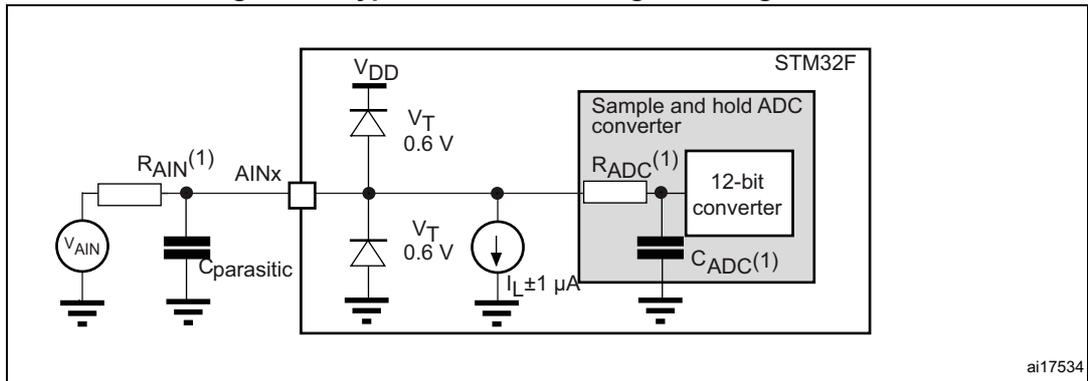 STM32F
VDD
VT
0.6 V
Sample and hold ADC
converter
RAIN(1)
AINx
RADC(1)
12-bit
converter
VAIN
Cparasitic
VT
0.6 V
IL±1 µA
CADC(1)
ai17534